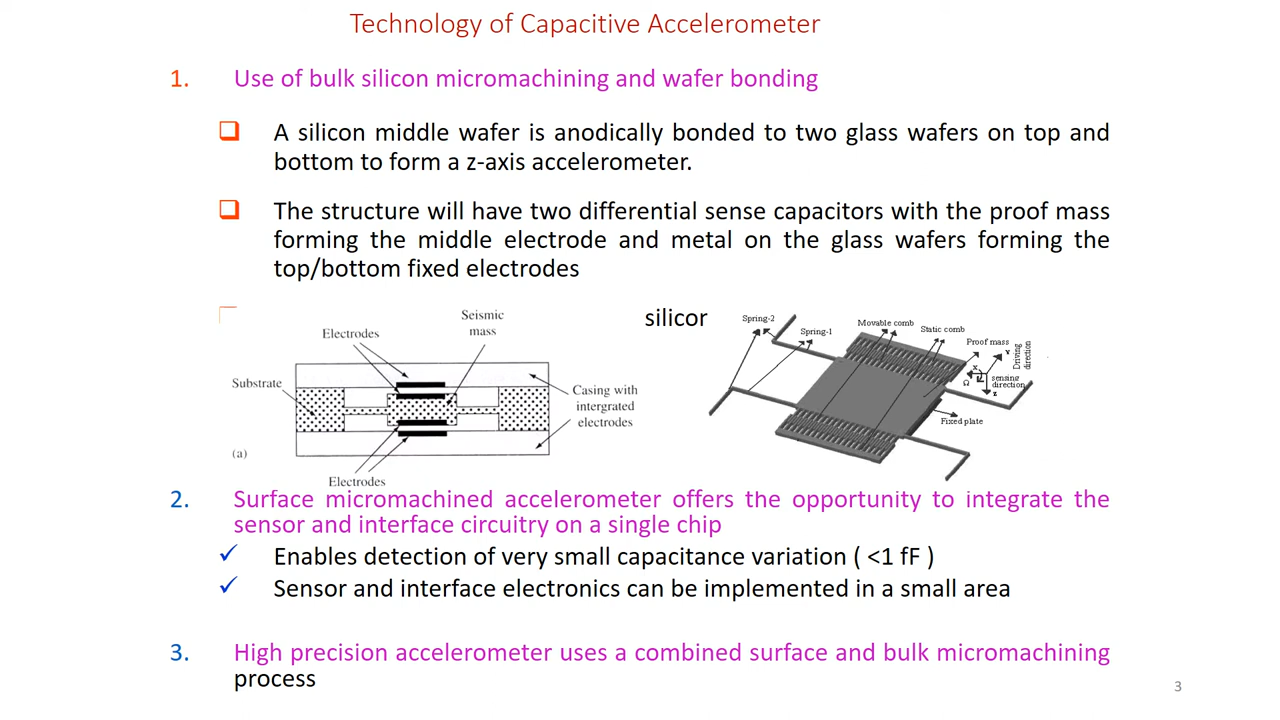 Technology of Capacitive Accelerometer
1. Use of bulk silicon micromachining and wafer bonding
A silicon middle wafer is anodically bonded to two glass wafers on top and
bottom to form a z-axis accelerometer.
The structure will have two differential sense capacitors with the proof mass
forming the middle electrode and metal on the glass wafers forming the
top/bottom fixed electrodes
silicor
Electrodes
Seismic
mass
Substrate
Casing with
intergrated
electrodes
(a)
Electrodes
Spring-2
Spring-1
Movable comb
Static comb
Proof mass
Y
Driving
direction
X
Ω
sensing
direction
z
Fixed plate
2. Surface micromachined accelerometer offers the opportunity to integrate the
sensor and interface circuitry on a single chip
✓ Enables detection of very small capacitance variation ( <1 fF )
✓ Sensor and interface electronics can be implemented in a small area
3. High precision accelerometer uses a combined surface and bulk micromachining
process
3